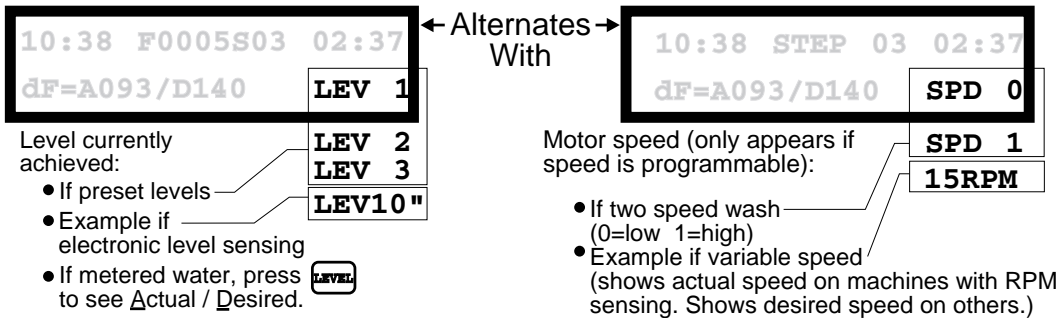 10:38 F0005S03 02:37
dF=A093/D140 LEV 1
LEV 2
LEV 3
LEV10"
Level currently
achieved:
• If preset levels
• Example if
electronic level sensing
• If metered water, press LEVEL
to see Actual / Desired.
Alternates
With
10:38 STEP 03 02:37
dF=A093/D140 SPD 0
SPD 1
15RPM
Motor speed (only appears if
speed is programmable):
• If two speed wash
(0=low 1=high)
• Example if variable speed
(shows actual speed on machines with RPM
sensing. Shows desired speed on others.)